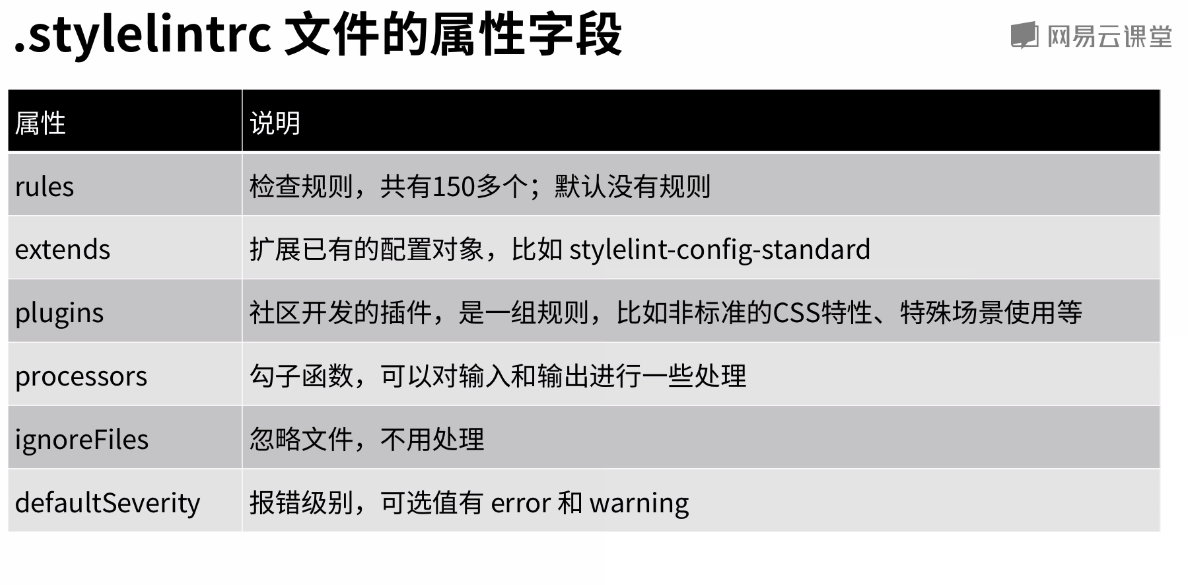 .stylelintrc 文件的属性字段
网易云课堂
属性 说明
rules 检查规则，共有150多个；默认没有规则
extends 扩展已有的配置对象，比如 stylelint-config-standard
plugins 社区开发的插件，是一组规则，比如非标准的CSS特性、特殊场景使用等
processors 勾子函数，可以对输入和输出进行一些处理
ignoreFiles 忽略文件，不用处理
defaultSeverity 报错级别，可选值有 error 和 warning